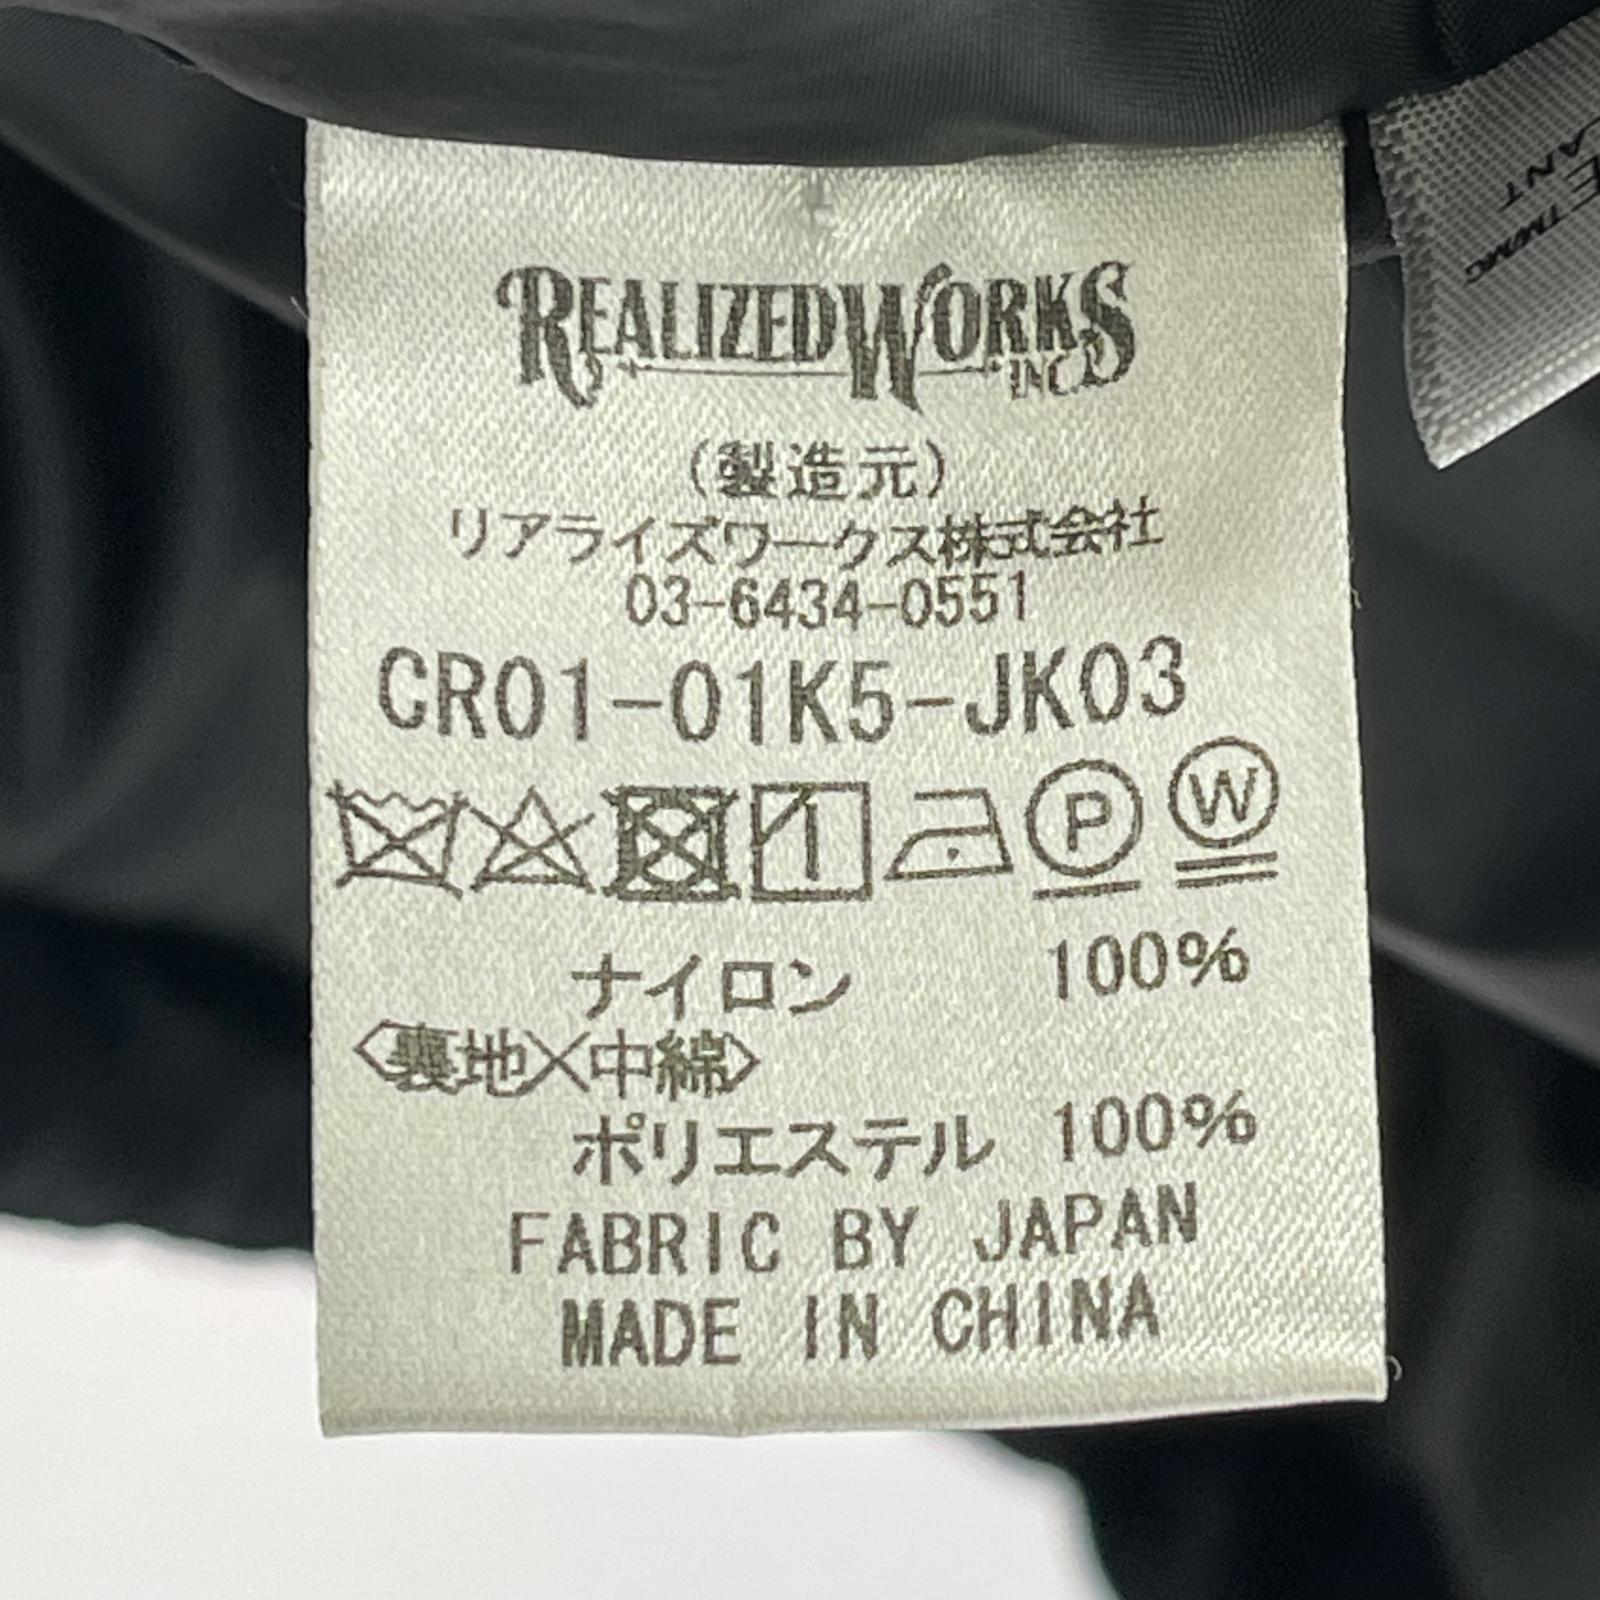 REALIZEDWORKS
INC
(製造元)
リアライズワークス株式会社
03-6434-0551
CR01-01K5-JK03
P W
ナイロン 100%
〈裏地╳中綿〉
ポリエステル 100%
FABRIC BY JAPAN
MADE IN CHINA
ANT